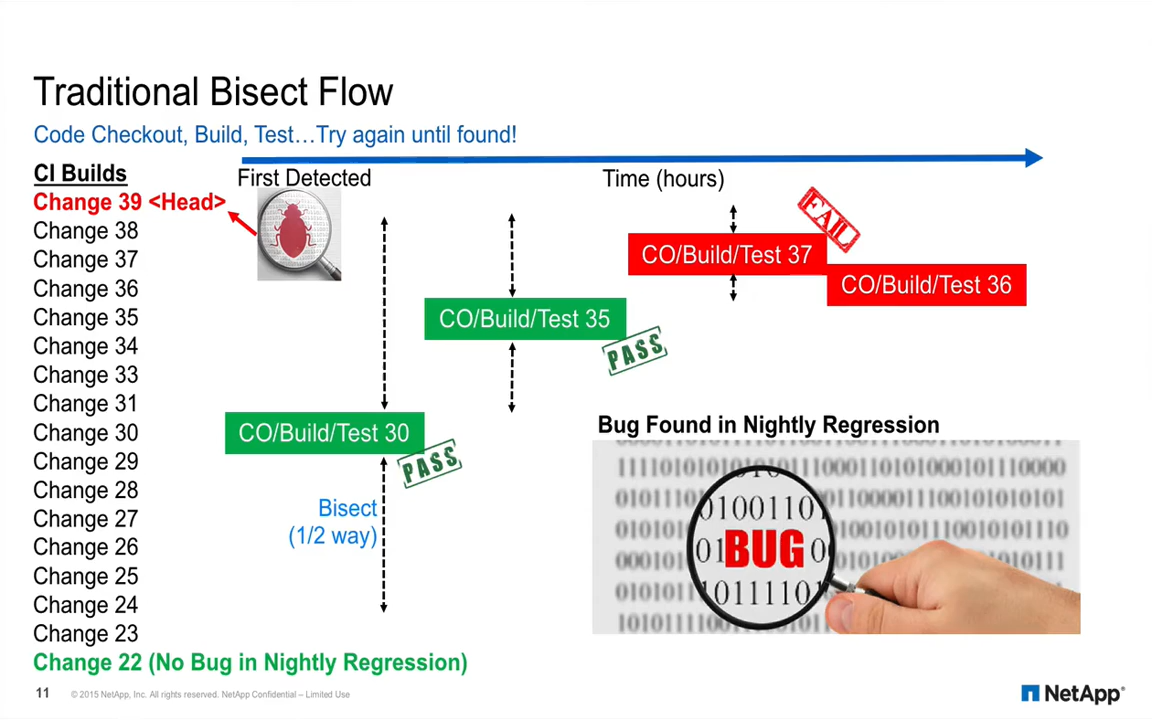 Traditional Bisect Flow
Code Checkout, Build, Test…Try again until found!
CI Builds
First Detected
Time (hours)
Change 39 <Head>
Change 38
Change 37
Change 36
Change 35
Change 34
Change 33
Change 31
Change 30
Change 29
Change 28
Change 27
Change 26
Change 25
Change 24
Change 23
Change 22 (No Bug in Nightly Regression)
CO/Build/Test 30
PASS
Bisect
(1/2 way)
CO/Build/Test 35
PASS
CO/Build/Test 37
FAIL
CO/Build/Test 36
Bug Found in Nightly Regression
BUG
11
© 2015 NetApp, Inc. All rights reserved. NetApp Confidential – Limited Use
NetApp